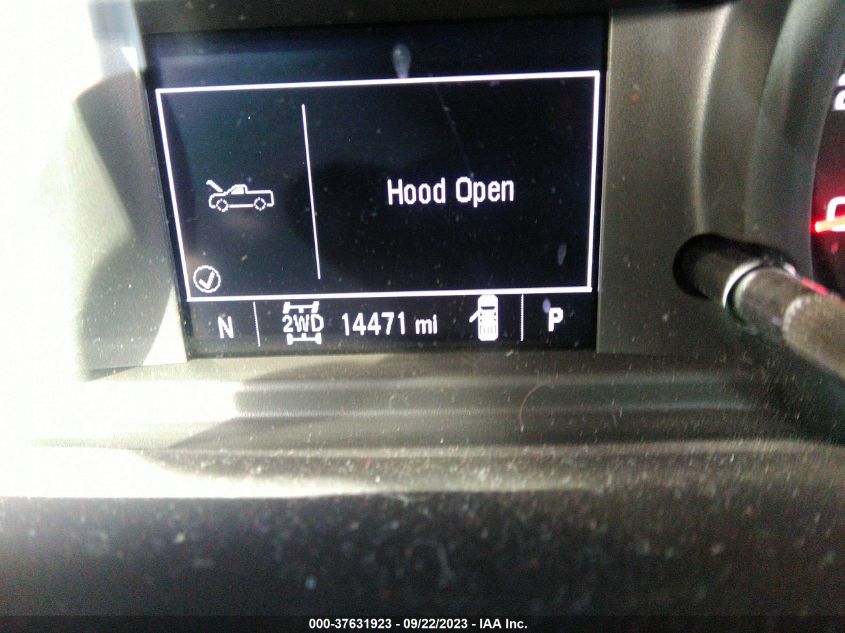 Hood Open
N 2WD 14471 mi P
000-37631923 - 09/22/2023 - IAA Inc.